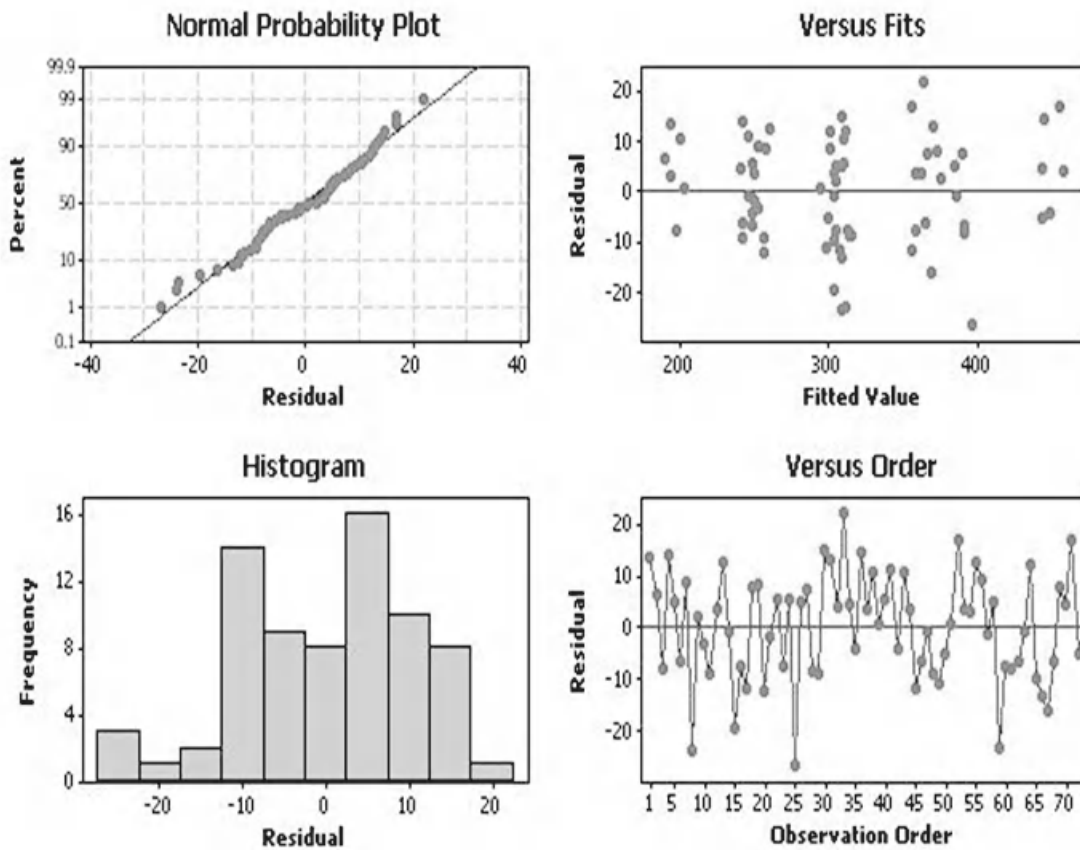 Normal Probability Plot
99.9
99
90
50
10
1
0.1
Percent
-40
-20
0
20
40
Residual
Versus Fits
20
10
0
-10
-20
Residual
200
300
400
Fitted Value
Histogram
16
12
8
4
0
Frequency
-20
-10
0
10
20
Residual
Versus Order
20
10
0
-10
-20
Residual
1 5 10 15 20 25 30 35 40 45 50 55 60 65 70
Observation Order